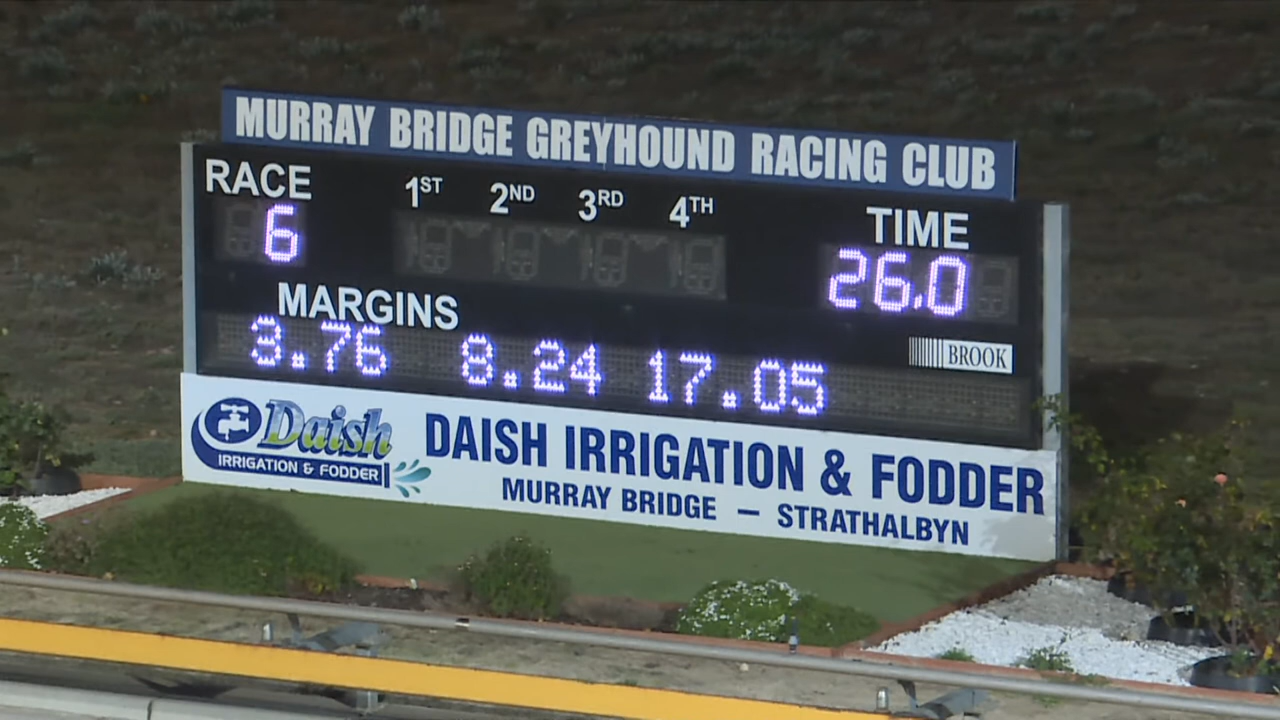 MURRAY BRIDGE GREYHOUND RACING CLUB
RACE 1ST 2ND 3RD 4TH TIME
6 26.0
MARGINS
3.76 8.24 17.05
BROOK
Daish
IRRIGATION & FODDER
DAISH IRRIGATION & FODDER
MURRAY BRIDGE – STRATHALBYN